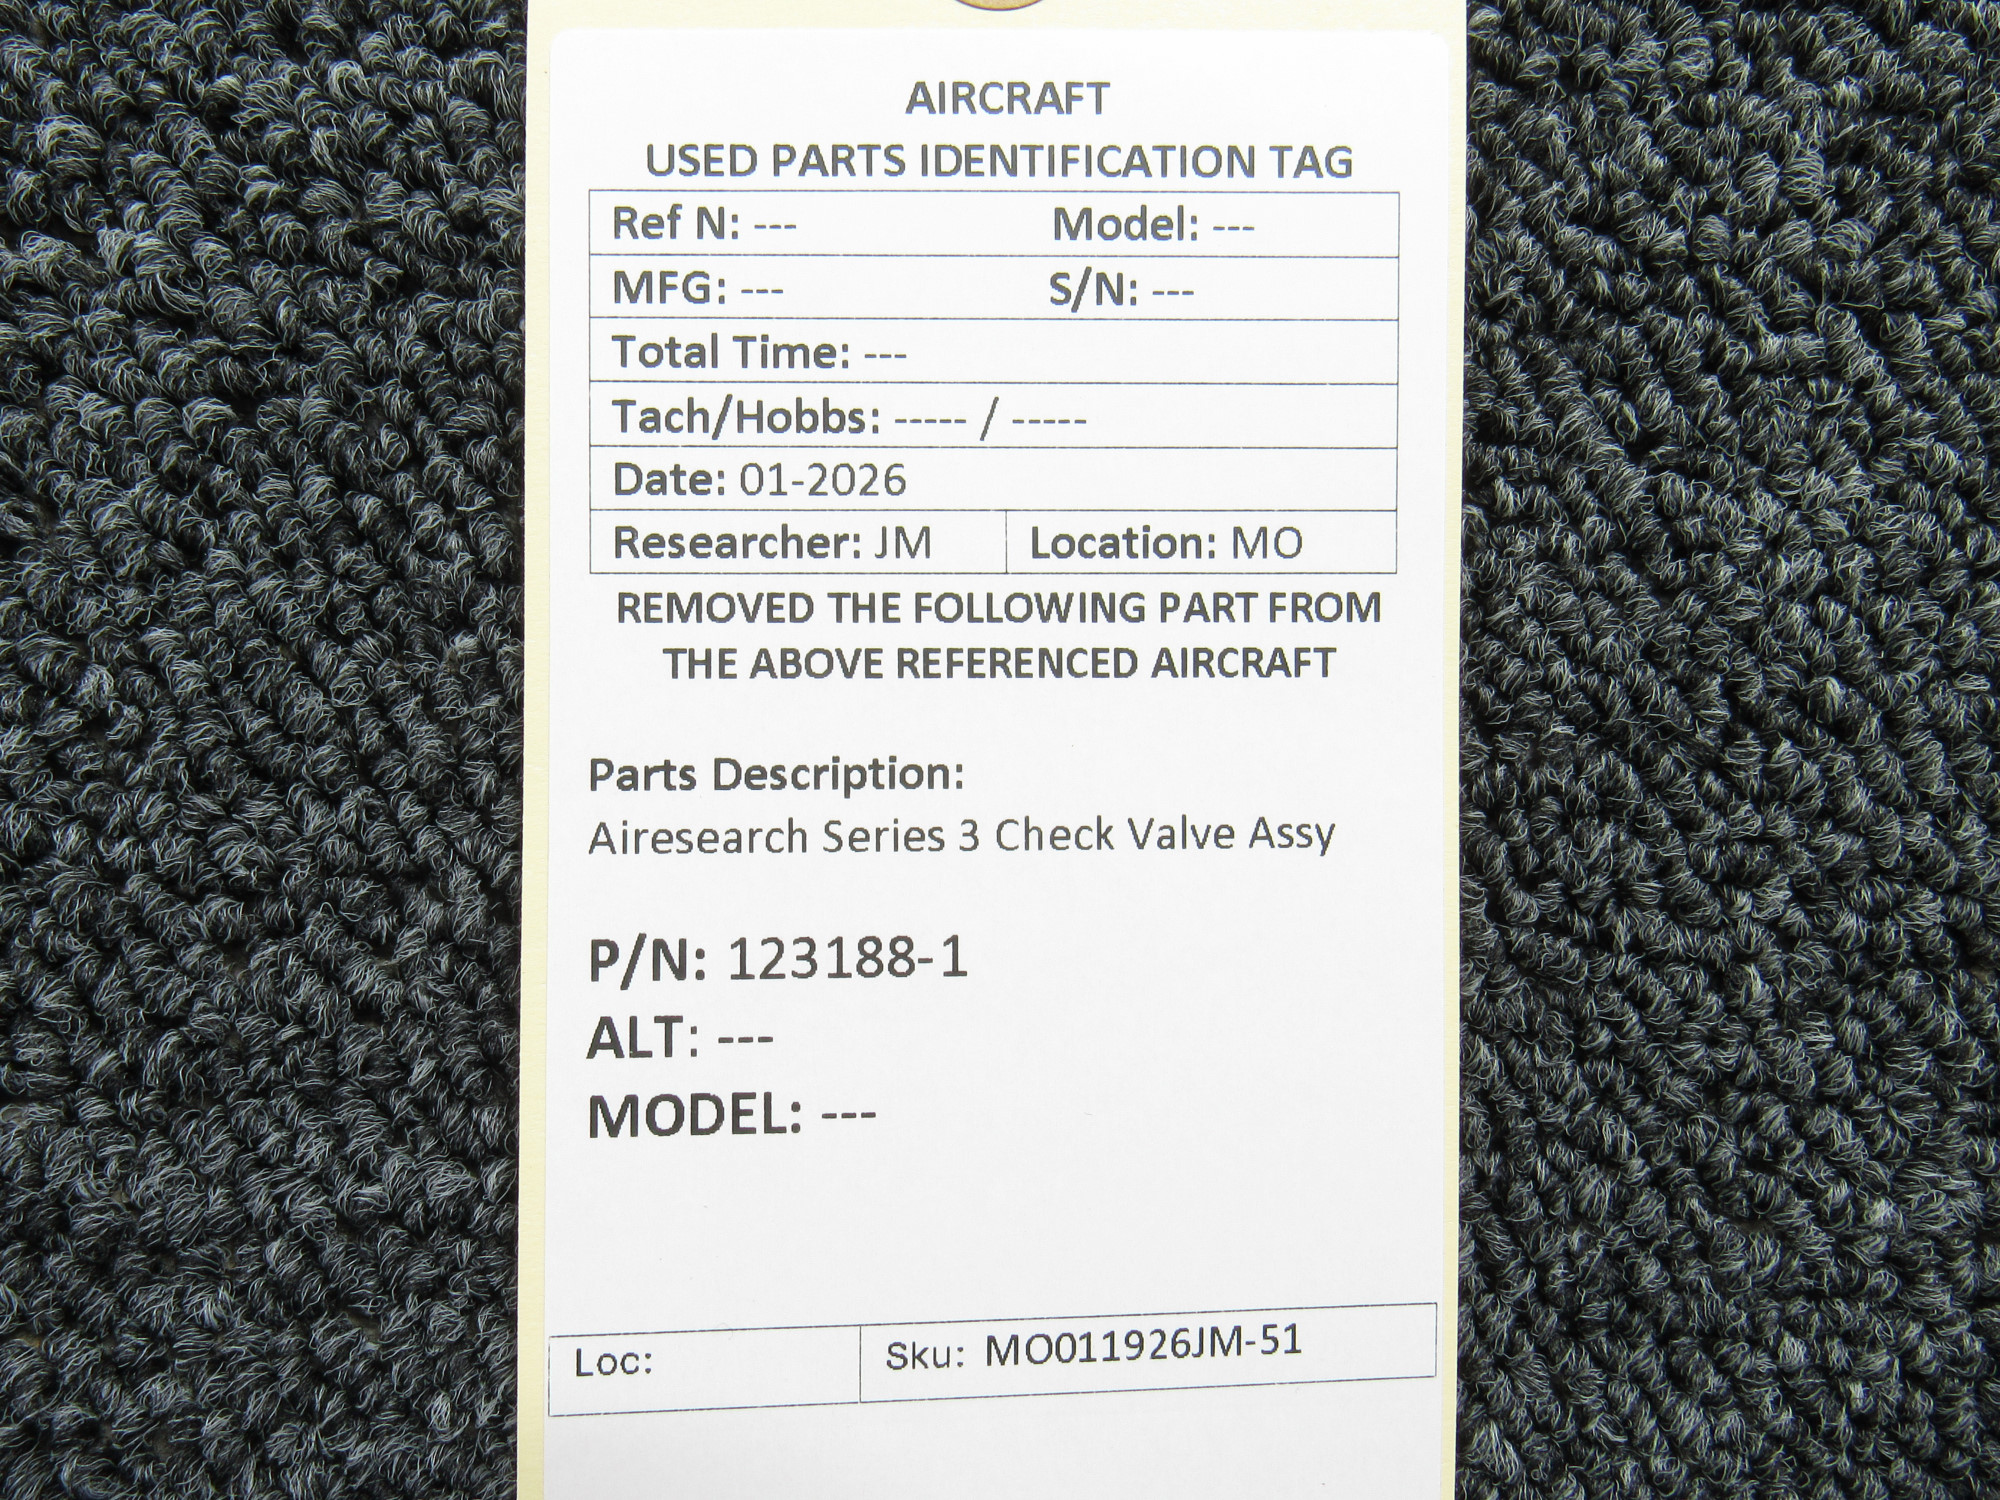 AIRCRAFT
USED PARTS IDENTIFICATION TAG
Ref N: --- Model: ---
MFG: --- S/N: ---
Total Time: ---
Tach/Hobbs: ----- / -----
Date: 01-2026
Researcher: JM Location: MO
REMOVED THE FOLLOWING PART FROM
THE ABOVE REFERENCED AIRCRAFT
Parts Description:
Airesearch Series 3 Check Valve Assy
P/N: 123188-1
ALT: ---
MODEL: ---
Loc: Sku: MO011926JM-51